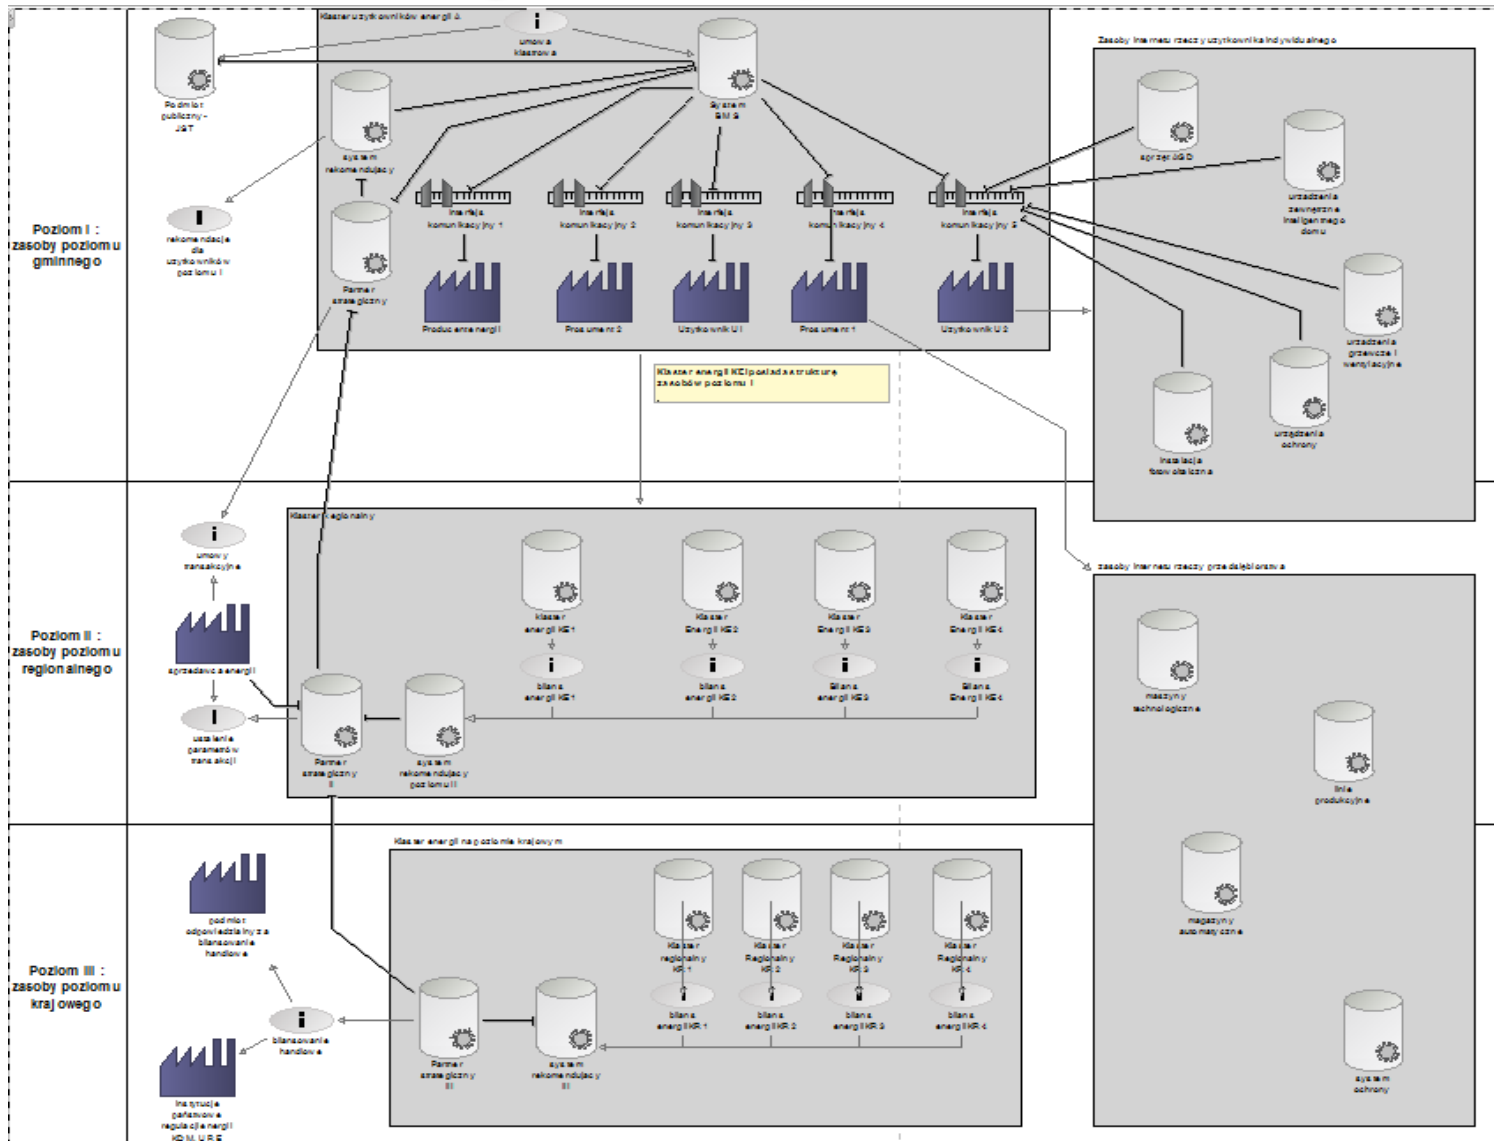 Klaster użytkowników energii
umowa
klastrowa
Podmiot
publiczny -
JST
System
SMS
system
rekomendujący
rekomendacje
dla
użytkowników
poziomu I
Partner
strategiczny
Interfejs
komunikacyjny 1
Interfejs
komunikacyjny 2
Interfejs
komunikacyjny 3
Interfejs
komunikacyjny 4
Interfejs
komunikacyjny 5
Producent energii
Prosument 2
Użytkownik U I
Prosument 1
Użytkownik U 2
Poziom I :
zasoby poziomu
gminnego
Klaster energii KE I posiada strukturę
zasobów poziomu I
.
Zasoby Internetu rzeczy użytkownika indywidualnego
sprzęt AGD
urządzenia
zewnętrzne
inteligentnego
domu
urządzenia
grzewcze i
wentylacyjne
urządzenia
ochrony
instalacja
fotowoltaiczna
Poziom II :
zasoby poziomu
regionalnego
umowy
transakcyjne
sprzedawca energii
ustalenie
parametrów
transakcji
Klaster Regionalny
klaster
energii KE1
Klaster
Energii KE2
Klaster
Energii KE3
Klaster
Energii KE4
bilans
energii KE1
bilans
energii KE2
Bilans
energii KE3
Bilans
Energii KE4
Partner
strategiczny
II
system
rekomendujący
poziomu II
zasoby Internetu rzeczy przedsiębiorstwa
maszyny
technologiczne
linie
produkcyjne
magazyny
automatyczne
system
ochrony
Poziom III :
zasoby poziomu
krajowego
podmiot
odpowiedzialny za
bilansowanie
handlowe
bilansowanie
handlowe
Instytucje
państwowe
regulacji energii
KDM, URE
Klaster energii na poziomie krajowym
Klaster
regionalny
KR 1
Klaster
Regionalny
KR 2
Klaster
Regionalny
KR 3
Klaster
Regionalny
KR 4
bilans
energii KR 1
bilans
energii KR 2
bilans
energii KR 3
bilans
energii KR 4
Partner
strategiczny
III
system
rekomendujący
III